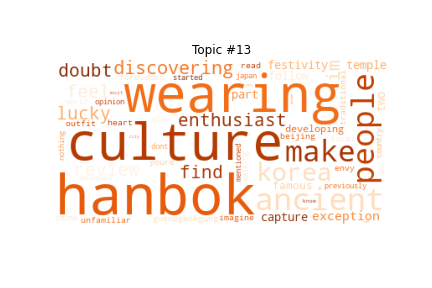 Topic #13
doubt discovering read festivity temple
started japan follow
feel wearing im
opinion part traditional
lucky enthusiast people
outfit heart developing
culture beijing
nothing dont make country
review find korea envy
mentioned famous previously
hanbok ancient
know
unfamiliar imagine capture exception